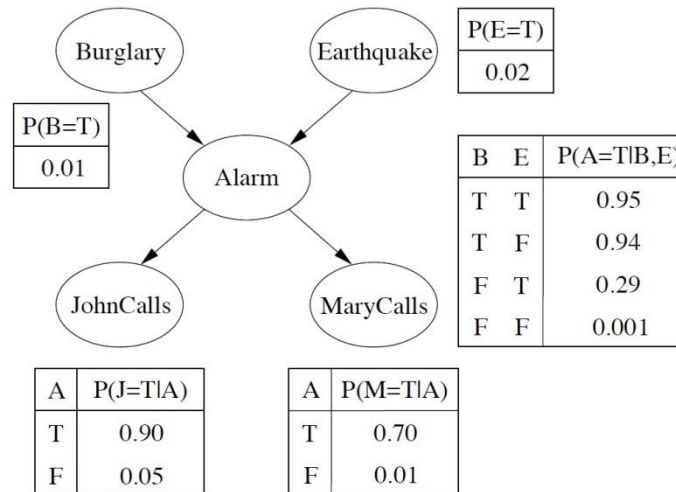 Burglary
Earthquake
P(E=T)
0.02
P(B=T)
0.01
Alarm
B E P(A=T|B,E)
T T 0.95
T F 0.94
F T 0.29
F F 0.001
JohnCalls
MaryCalls
A P(J=T|A)
T 0.90
F 0.05
A P(M=T|A)
T 0.70
F 0.01